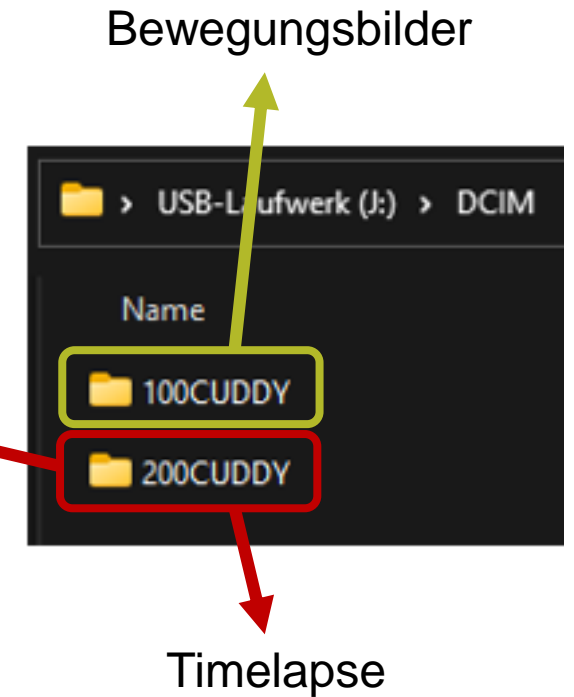 Bewegungsbilder
USB-Laufwerk (J:) > DCIM
Name
100CUDDY
200CUDDY
Timelapse